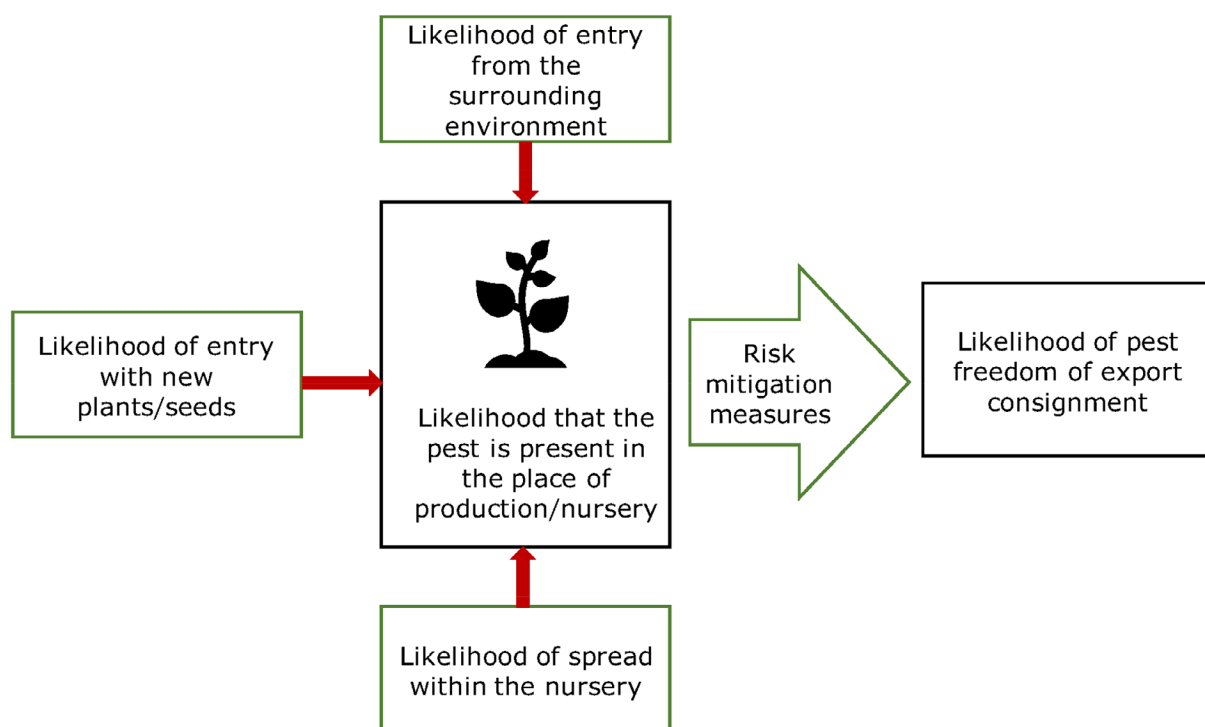 Likelihood of entry
from the
surrounding
environment
Likelihood of entry
with new
plants/seeds
Likelihood that the
pest is present in
the place of
production/nursery
Risk
mitigation
measures
Likelihood of pest
freedom of export
consignment
Likelihood of spread
within the nursery